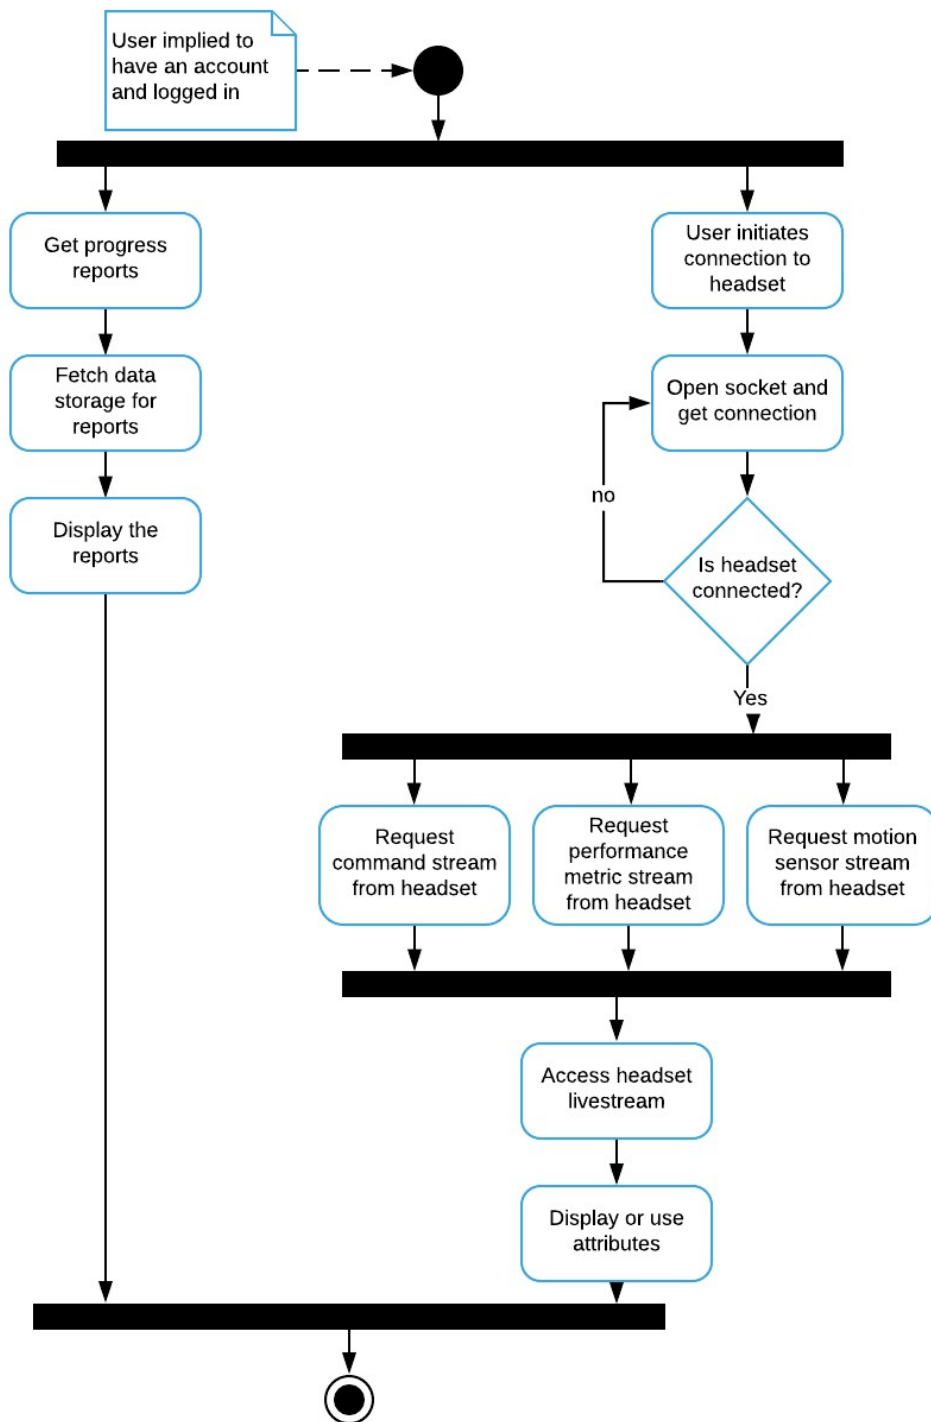 User implied to
have an account
and logged in
Get progress
reports
User initiates
connection to
headset
Fetch data
storage for
reports
Open socket and
get connection
no
Display the
reports
Is headset
connected?
Yes
Request
command stream
from headset
Request
performance
metric stream
from headset
Request motion
sensor stream
from headset
Access headset
livestream
Display or use
attributes